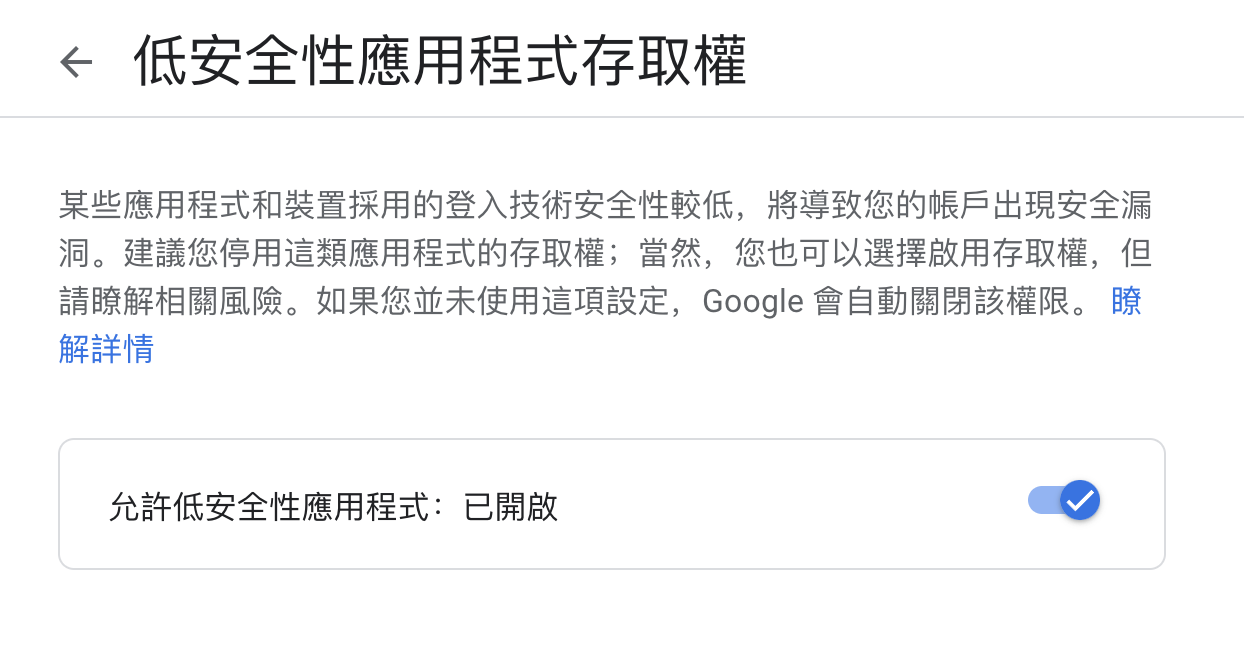 低安全性應用程式存取權
某些應用程式和裝置採用的登入技術安全性較低，將導致您的帳戶出現安全漏
洞。建議您停用這類應用程式的存取權；當然，您也可以選擇啟用存取權，但
請瞭解相關風險。如果您並未使用這項設定，Google 會自動關閉該權限。 瞭
解詳情
允許低安全性應用程式：已開啟